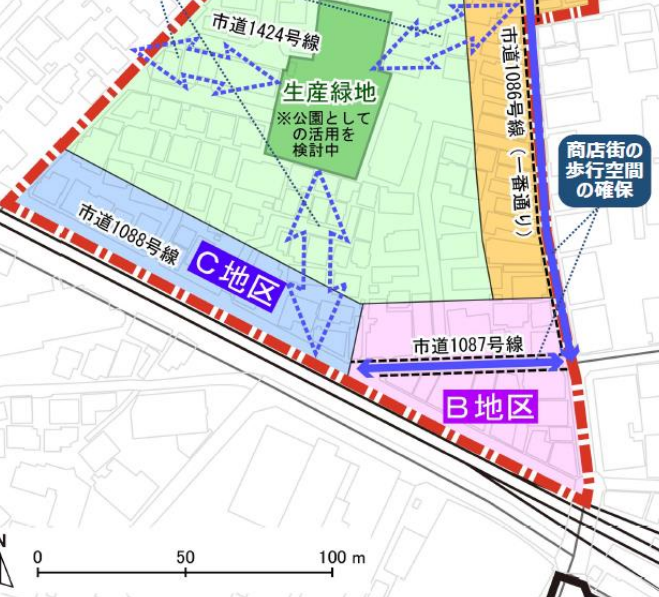 市道1424号線
生産緑地
※公園として
の活用を
検討中
市道1086号線（一番通り）
商店街の
歩行空間
の確保
市道1088号線
C地区
市道1087号線
B地区
N
0 50 100 m